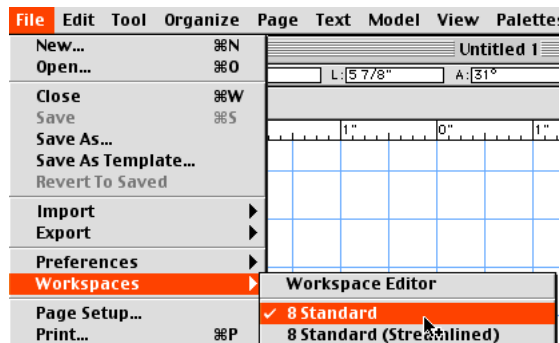 File Edit Tool Organize Page Text Model View Palette
New... ⌘N
Open... ⌘O
Close ⌘W
Save ⌘S
Save As...
Save As Template...
Revert To Saved
Import
Export
Preferences
Workspaces
Page Setup...
Print... ⌘P
Untitled 1
L: 5 7/8" A: 31°
1" 0" 1"
Workspace Editor
✓ 8 Standard
8 Standard (Streamlined)